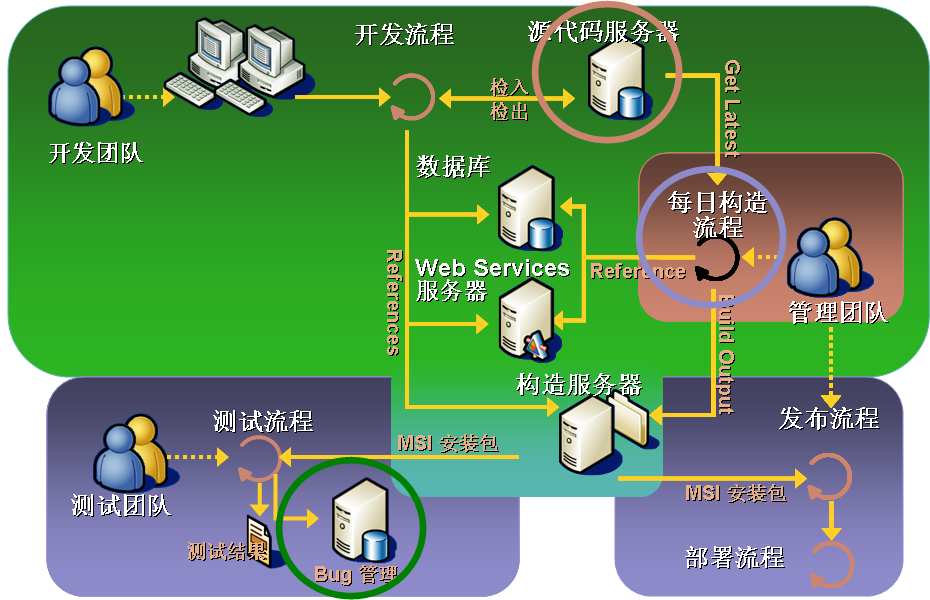 开发流程
源代码服务器
检入
检出
Get Latest
开发团队
数据库
每日构造
流程
References
Web Services
服务器
Reference
管理团队
Build Output
构造服务器
测试流程
MSI 安装包
发布流程
测试团队
MSI 安装包
测试结果
Bug 管理
部署流程